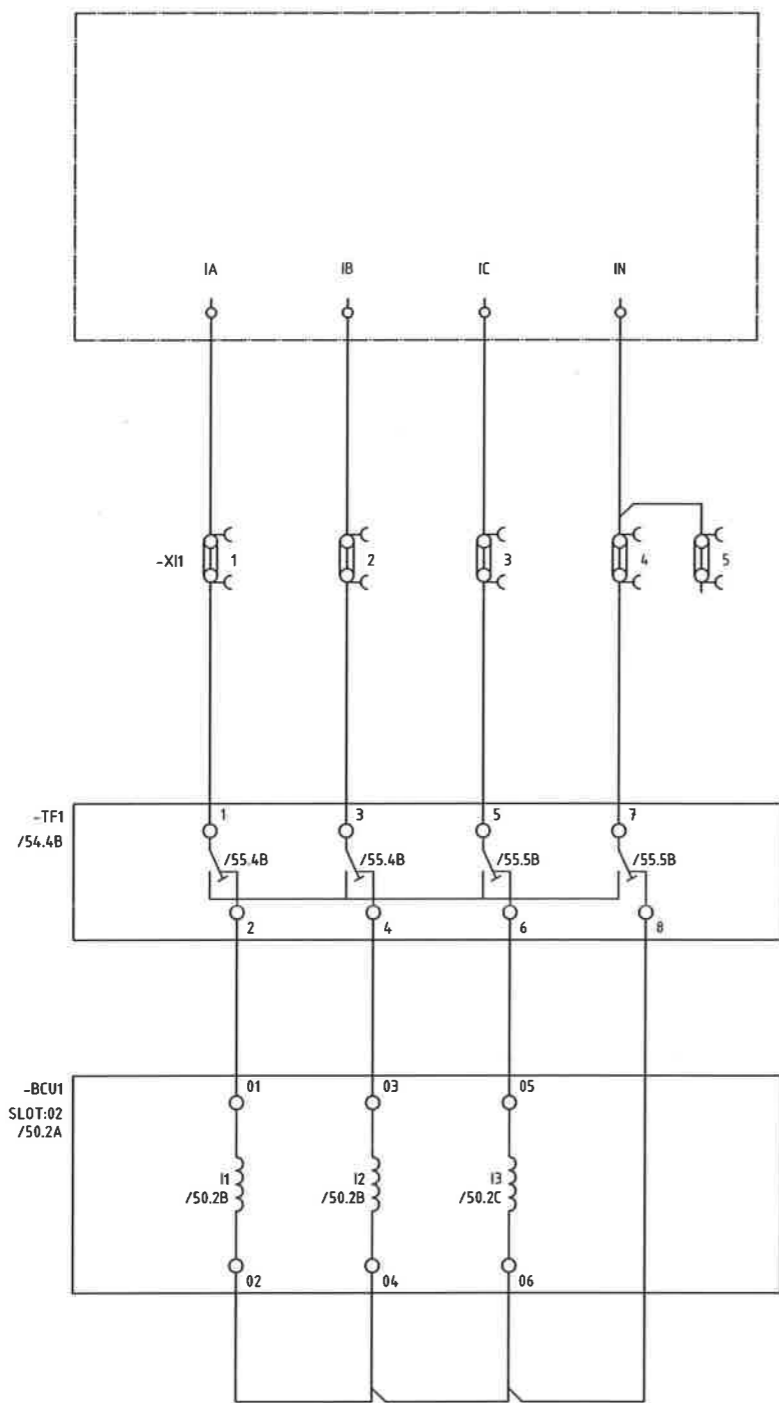 IA IB IC IN
-XI1 1 2 3 4 5
-TF1 1 3 5 7
/54.4B
/55.4B /55.4B /55.5B /55.5B
2 4 6 8
-BCU1 01 03 05
SLOT:02
/50.2A
I1 I2 I3
/50.2B /50.2B /50.2C
02 04 06